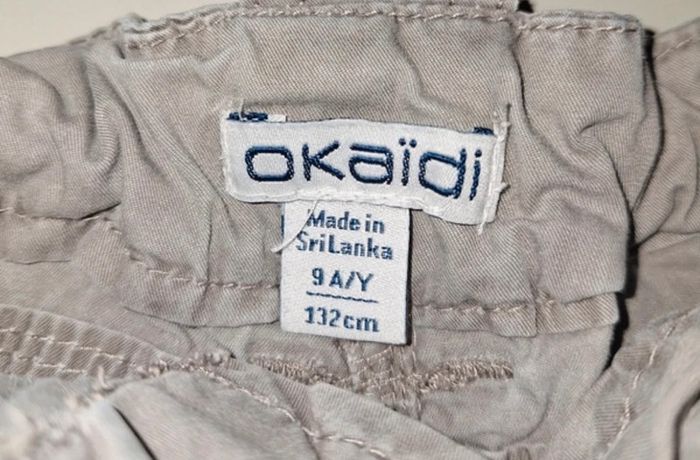 okaïdi
Made in
Sri Lanka
9 A/Y
132cm